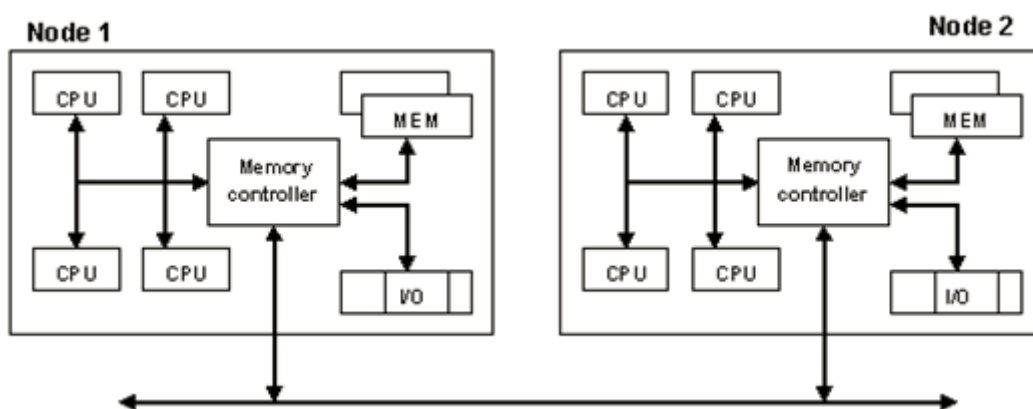 Node 1
CPU
CPU
MEM
Memory
controller
CPU
CPU
I/O
Node 2
CPU
CPU
MEM
Memory
controller
CPU
CPU
I/O